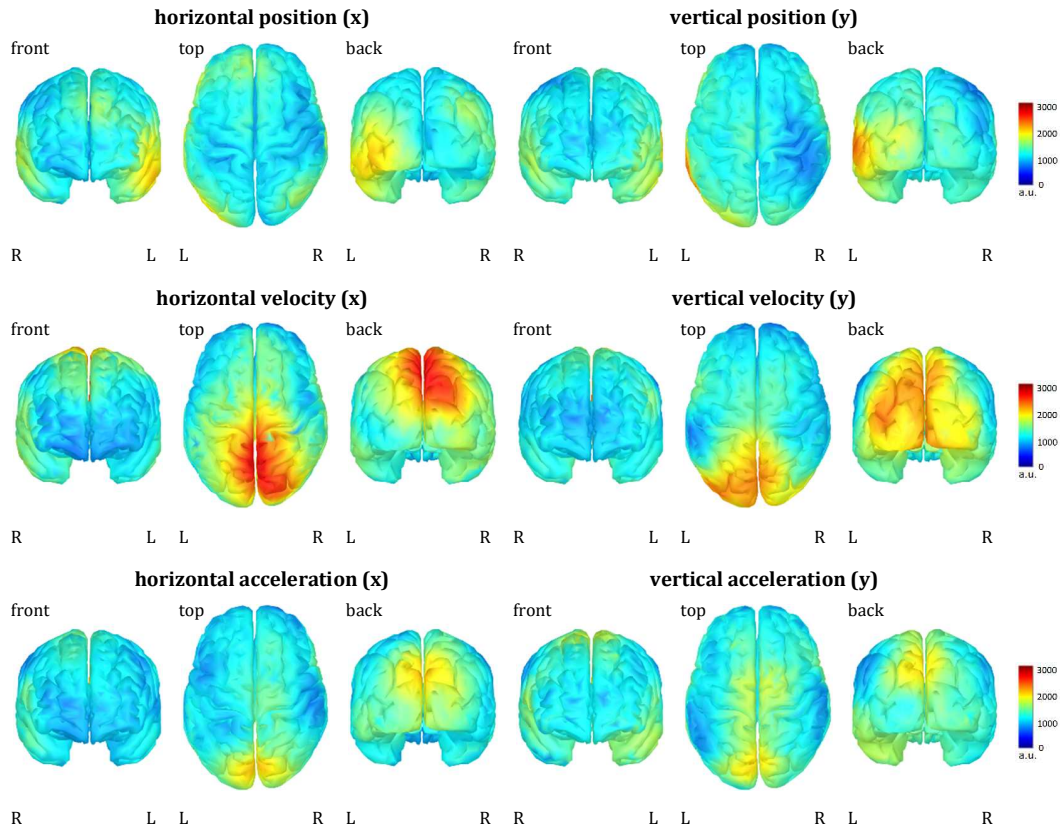 horizontal position (x) vertical position (y)
front top back front top back
3000
2000
1000
0
a.u.
R L L R L R R L L R L R
horizontal velocity (x) vertical velocity (y)
front top back front top back
3000
2000
1000
0
a.u.
R L L R L R R L L R L R
horizontal acceleration (x) vertical acceleration (y)
front top back front top back
3000
2000
1000
0
a.u.
R L L R L R R L L R L R